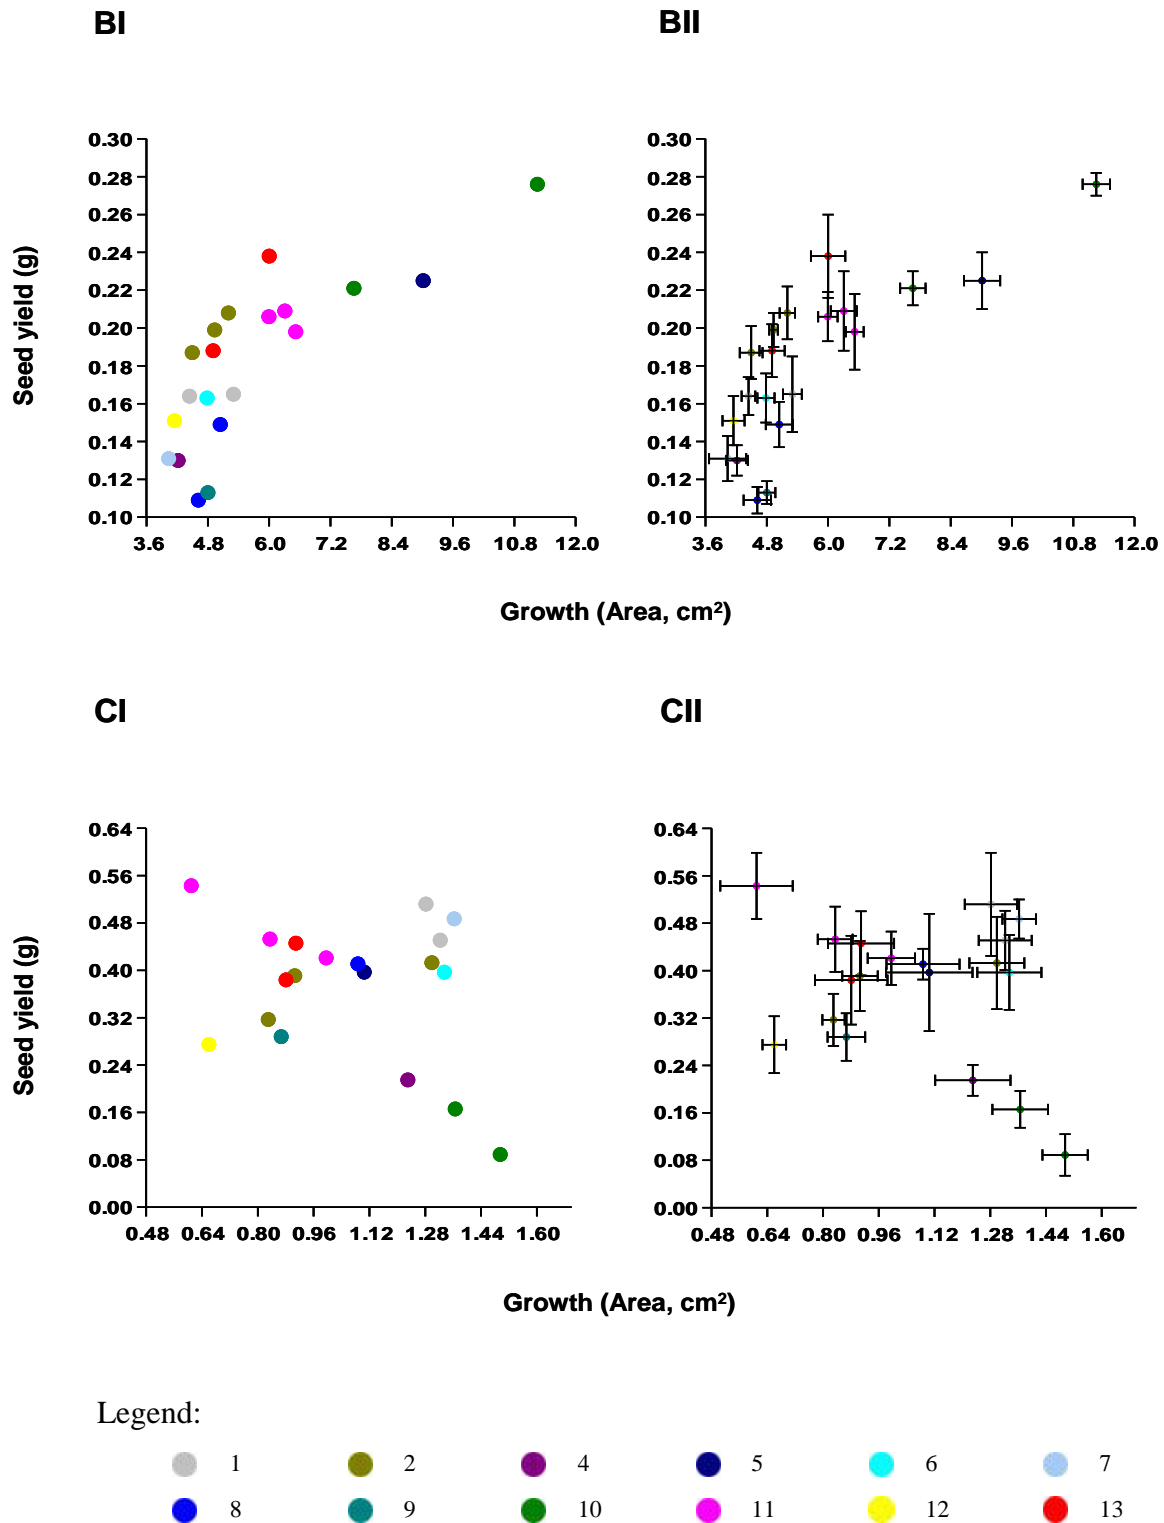 BI BII
0.30 0.30
0.28 0.28
0.26 0.26
0.24 0.24
0.22 0.22
0.20 0.20
0.18 0.18
0.16 0.16
0.14 0.14
0.12 0.12
0.10 0.10
Seed yield (g)
3.6 4.8 6.0 7.2 8.4 9.6 10.8 12.0 3.6 4.8 6.0 7.2 8.4 9.6 10.8 12.0
Growth (Area, cm²)
CI CII
0.64 0.64
0.56 0.56
0.48 0.48
0.40 0.40
0.32 0.32
0.24 0.24
0.16 0.16
0.08 0.08
0.00 0.00
Seed yield (g)
0.48 0.64 0.80 0.96 1.12 1.28 1.44 1.60 0.48 0.64 0.80 0.96 1.12 1.28 1.44 1.60
Growth (Area, cm²)
Legend:
1 2 4 5 6 7
8 9 10 11 12 13